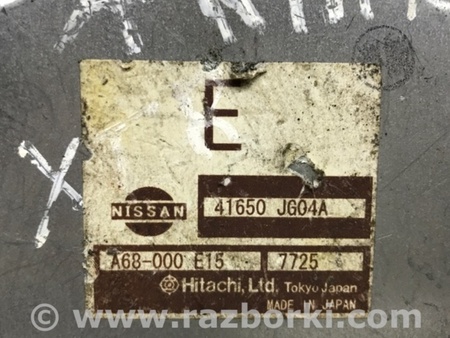 E
NISSAN
41650 JG04A
A68-000 E15 7725
Hitachi, Ltd. Tokyo Japan
MADE IN JAPAN
© www.razborki.com